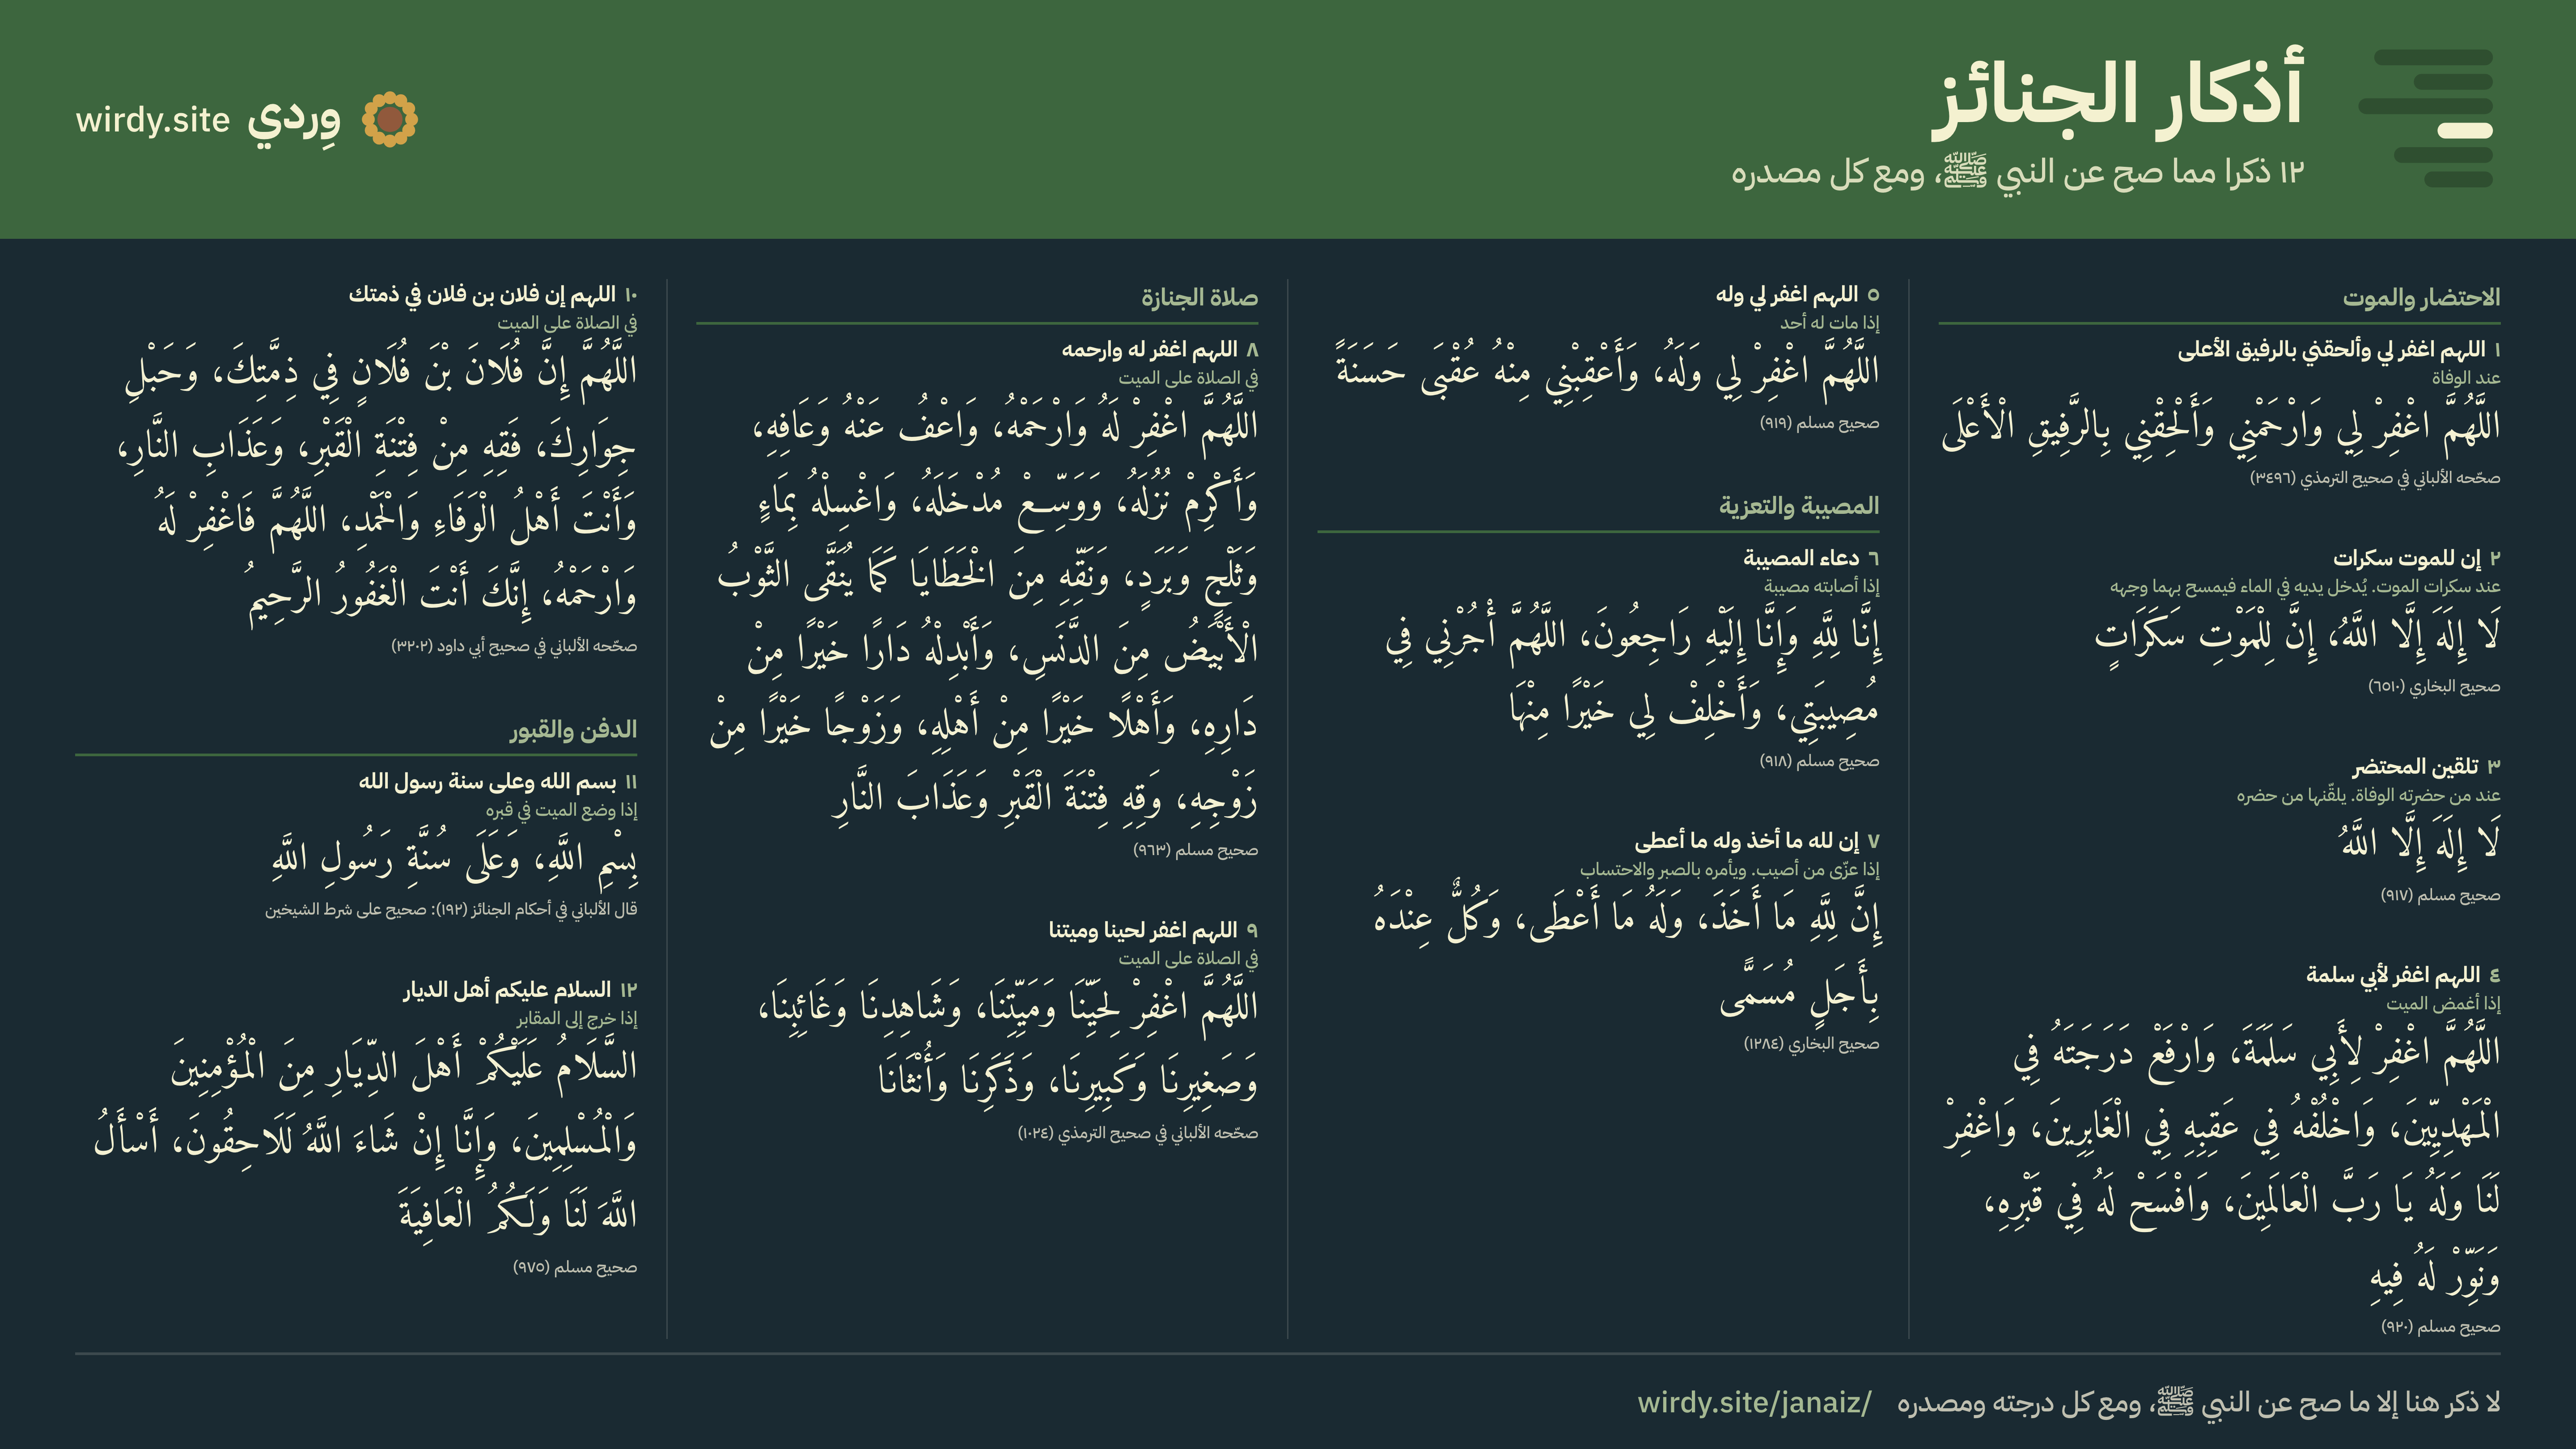 أذكار الجنائز
١٢ ذكرا مما صح عن النبي ﷺ، ومع كل مصدره
وِردي wirdy.site
الاحتضار والموت
١ اللهم اغفر لي وألحقني بالرفيق الأعلى
عند الوفاة
اللَّهُمَّ اغْفِرْ لِي وَارْحَمْنِي وَأَلْحِقْنِي بِالرَّفِيقِ الْأَعْلَى
صحّحه الألباني في صحيح الترمذي (٣٤٩٦)
٢ إن للموت سكرات
عند سكرات الموت. يُدخل يديه في الماء فيمسح بهما وجهه
لَا إِلَهَ إِلَّا اللَّهُ، إِنَّ لِلْمَوْتِ سَكَرَاتٍ
صحيح البخاري (٦٥١٠)
٣ تلقين المحتضر
عند من حضرته الوفاة. يلقّنها من حضره
لَا إِلَهَ إِلَّا اللَّهُ
صحيح مسلم (٩١٧)
٤ اللهم اغفر لأبي سلمة
إذا أغمض الميت
اللَّهُمَّ اغْفِرْ لِأَبِي سَلَمَةَ، وَارْفَعْ دَرَجَتَهُ فِي
الْمَهْدِيِّينَ، وَاخْلُفْهُ فِي عَقِبِهِ فِي الْغَابِرِينَ، وَاغْفِرْ
لَنَا وَلَهُ يَا رَبَّ الْعَالَمِينَ، وَافْسَحْ لَهُ فِي قَبْرِهِ،
وَنَوِّرْ لَهُ فِيهِ
صحيح مسلم (٩٢٠)
٥ اللهم اغفر لي وله
إذا مات له أحد
اللَّهُمَّ اغْفِرْ لِي وَلَهُ، وَأَعْقِبْنِي مِنْهُ عُقْبَى حَسَنَةً
صحيح مسلم (٩١٩)
المصيبة والتعزية
٦ دعاء المصيبة
إذا أصابته مصيبة
إِنَّا لِلَّهِ وَإِنَّا إِلَيْهِ رَاجِعُونَ، اللَّهُمَّ أْجُرْنِي فِي
مُصِيبَتِي، وَأَخْلِفْ لِي خَيْرًا مِنْهَا
صحيح مسلم (٩١٨)
٧ إن لله ما أخذ وله ما أعطى
إذا عزّى من أصيب. ويأمره بالصبر والاحتساب
إِنَّ لِلَّهِ مَا أَخَذَ، وَلَهُ مَا أَعْطَى، وَكُلٌّ عِنْدَهُ
بِأَجَلٍ مُسَمًّى
صحيح البخاري (١٢٨٤)
صلاة الجنازة
٨ اللهم اغفر له وارحمه
في الصلاة على الميت
اللَّهُمَّ اغْفِرْ لَهُ وَارْحَمْهُ، وَاعْفُ عَنْهُ وَعَافِهِ،
وَأَكْرِمْ نُزُلَهُ، وَوَسِّعْ مُدْخَلَهُ، وَاغْسِلْهُ بِمَاءٍ
وَثَلْجٍ وَبَرَدٍ، وَنَقِّهِ مِنَ الْخَطَايَا كَمَا يُنَقَّى الثَّوْبُ
الْأَبْيَضُ مِنَ الدَّنَسِ، وَأَبْدِلْهُ دَارًا خَيْرًا مِنْ
دَارِهِ، وَأَهْلًا خَيْرًا مِنْ أَهْلِهِ، وَزَوْجًا خَيْرًا مِنْ
زَوْجِهِ، وَقِهِ فِتْنَةَ الْقَبْرِ وَعَذَابَ النَّارِ
صحيح مسلم (٩٦٣)
٩ اللهم اغفر لحينا وميتنا
في الصلاة على الميت
اللَّهُمَّ اغْفِرْ لِحَيِّنَا وَمَيِّتِنَا، وَشَاهِدِنَا وَغَائِبِنَا،
وَصَغِيرِنَا وَكَبِيرِنَا، وَذَكَرِنَا وَأُنْثَانَا
صحّحه الألباني في صحيح الترمذي (١٠٢٤)
١٠ اللهم إن فلان بن فلان في ذمتك
في الصلاة على الميت
اللَّهُمَّ إِنَّ فُلَانَ بْنَ فُلَانٍ فِي ذِمَّتِكَ، وَحَبْلِ
جِوَارِكَ، فَقِهِ مِنْ فِتْنَةِ الْقَبْرِ، وَعَذَابِ النَّارِ،
وَأَنْتَ أَهْلُ الْوَفَاءِ وَالْحَمْدِ، اللَّهُمَّ فَاغْفِرْ لَهُ
وَارْحَمْهُ، إِنَّكَ أَنْتَ الْغَفُورُ الرَّحِيمُ
صحّحه الألباني في صحيح أبي داود (٣٢٠٢)
الدفن والقبور
١١ بسم الله وعلى سنة رسول الله
إذا وضع الميت في قبره
بِسْمِ اللَّهِ، وَعَلَى سُنَّةِ رَسُولِ اللَّهِ
قال الألباني في أحكام الجنائز (١٩٢): صحيح على شرط الشيخين
١٢ السلام عليكم أهل الديار
إذا خرج إلى المقابر
السَّلَامُ عَلَيْكُمْ أَهْلَ الدِّيَارِ مِنَ الْمُؤْمِنِينَ
وَالْمُسْلِمِينَ، وَإِنَّا إِنْ شَاءَ اللَّهُ لَلَاحِقُونَ، أَسْأَلُ
اللَّهَ لَنَا وَلَكُمُ الْعَافِيَةَ
صحيح مسلم (٩٧٥)
لا ذكر هنا إلا ما صح عن النبي ﷺ، ومع كل درجته ومصدره wirdy.site/janaiz/